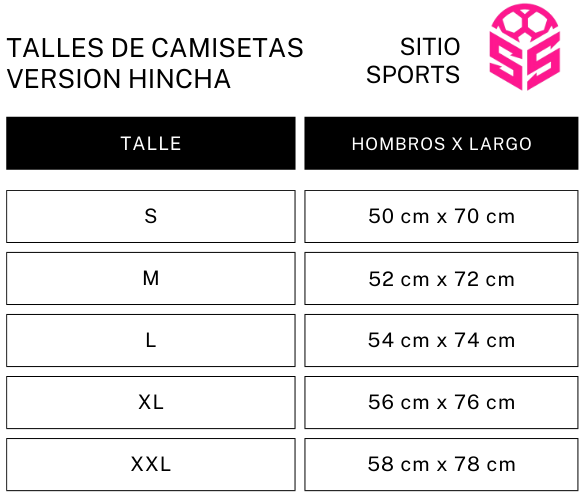 TALLES DE CAMISETAS
VERSION HINCHA
SITIO
SPORTS
SS
TALLE HOMBROS X LARGO
S 50 cm x 70 cm
M 52 cm x 72 cm
L 54 cm x 74 cm
XL 56 cm x 76 cm
XXL 58 cm x 78 cm